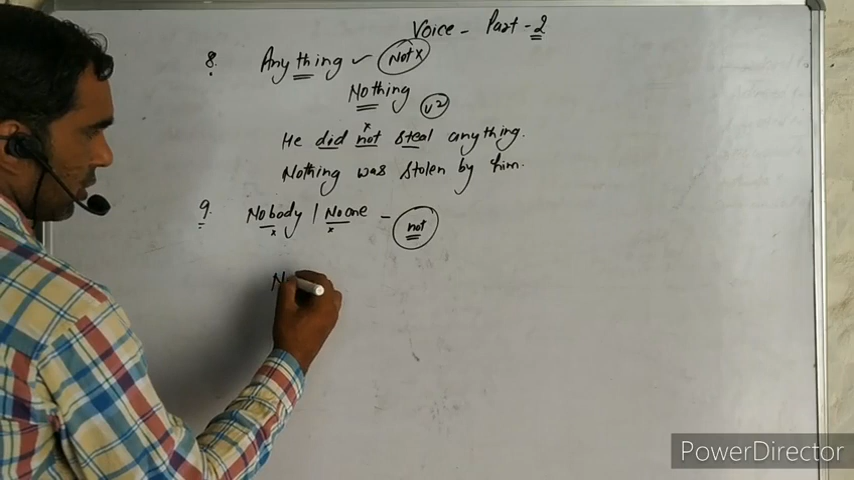 Voice - Part - 2
8. Anything ✓ Not x
Nothing v2
x
He did not steal anything.
Nothing was stolen by him.
9. Nobody / No one - not
x x
N
PowerDirector